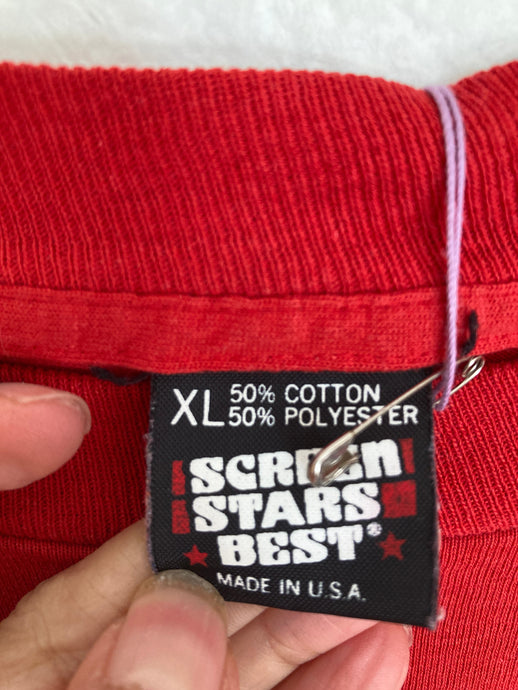 XL 50% COTTON
50% POLYESTER
SCREEN
STARS
BEST®
MADE IN U.S.A.